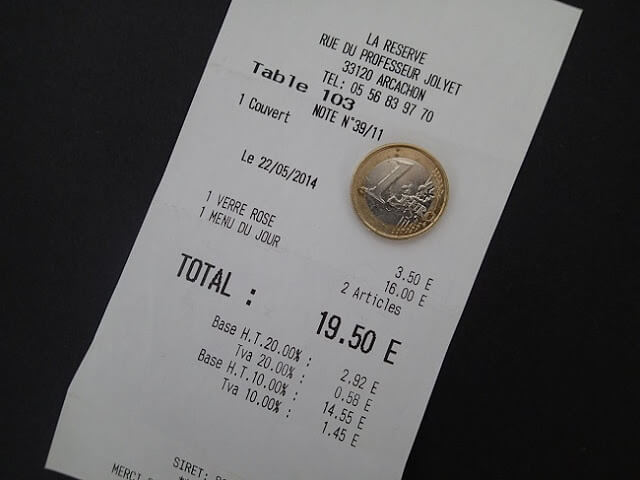 LA RESERVE
RUE DU PROFESSEUR JOLYET
33120 ARCACHON
TEL: 05 56 83 97 70
Table 103
1 Couvert NOTE N°39/11
Le 22/05/2014
1 VERRE ROSE 3.50 E
1 MENU DU JOUR 16.00 E
2 Articles
TOTAL : 19.50 E
Base H.T.20.00% : 2.92 E
Tva 20.00% : 0.58 E
Base H.T.10.00% : 14.55 E
Tva 10.00% : 1.45 E
SIRET:
MERCI
1